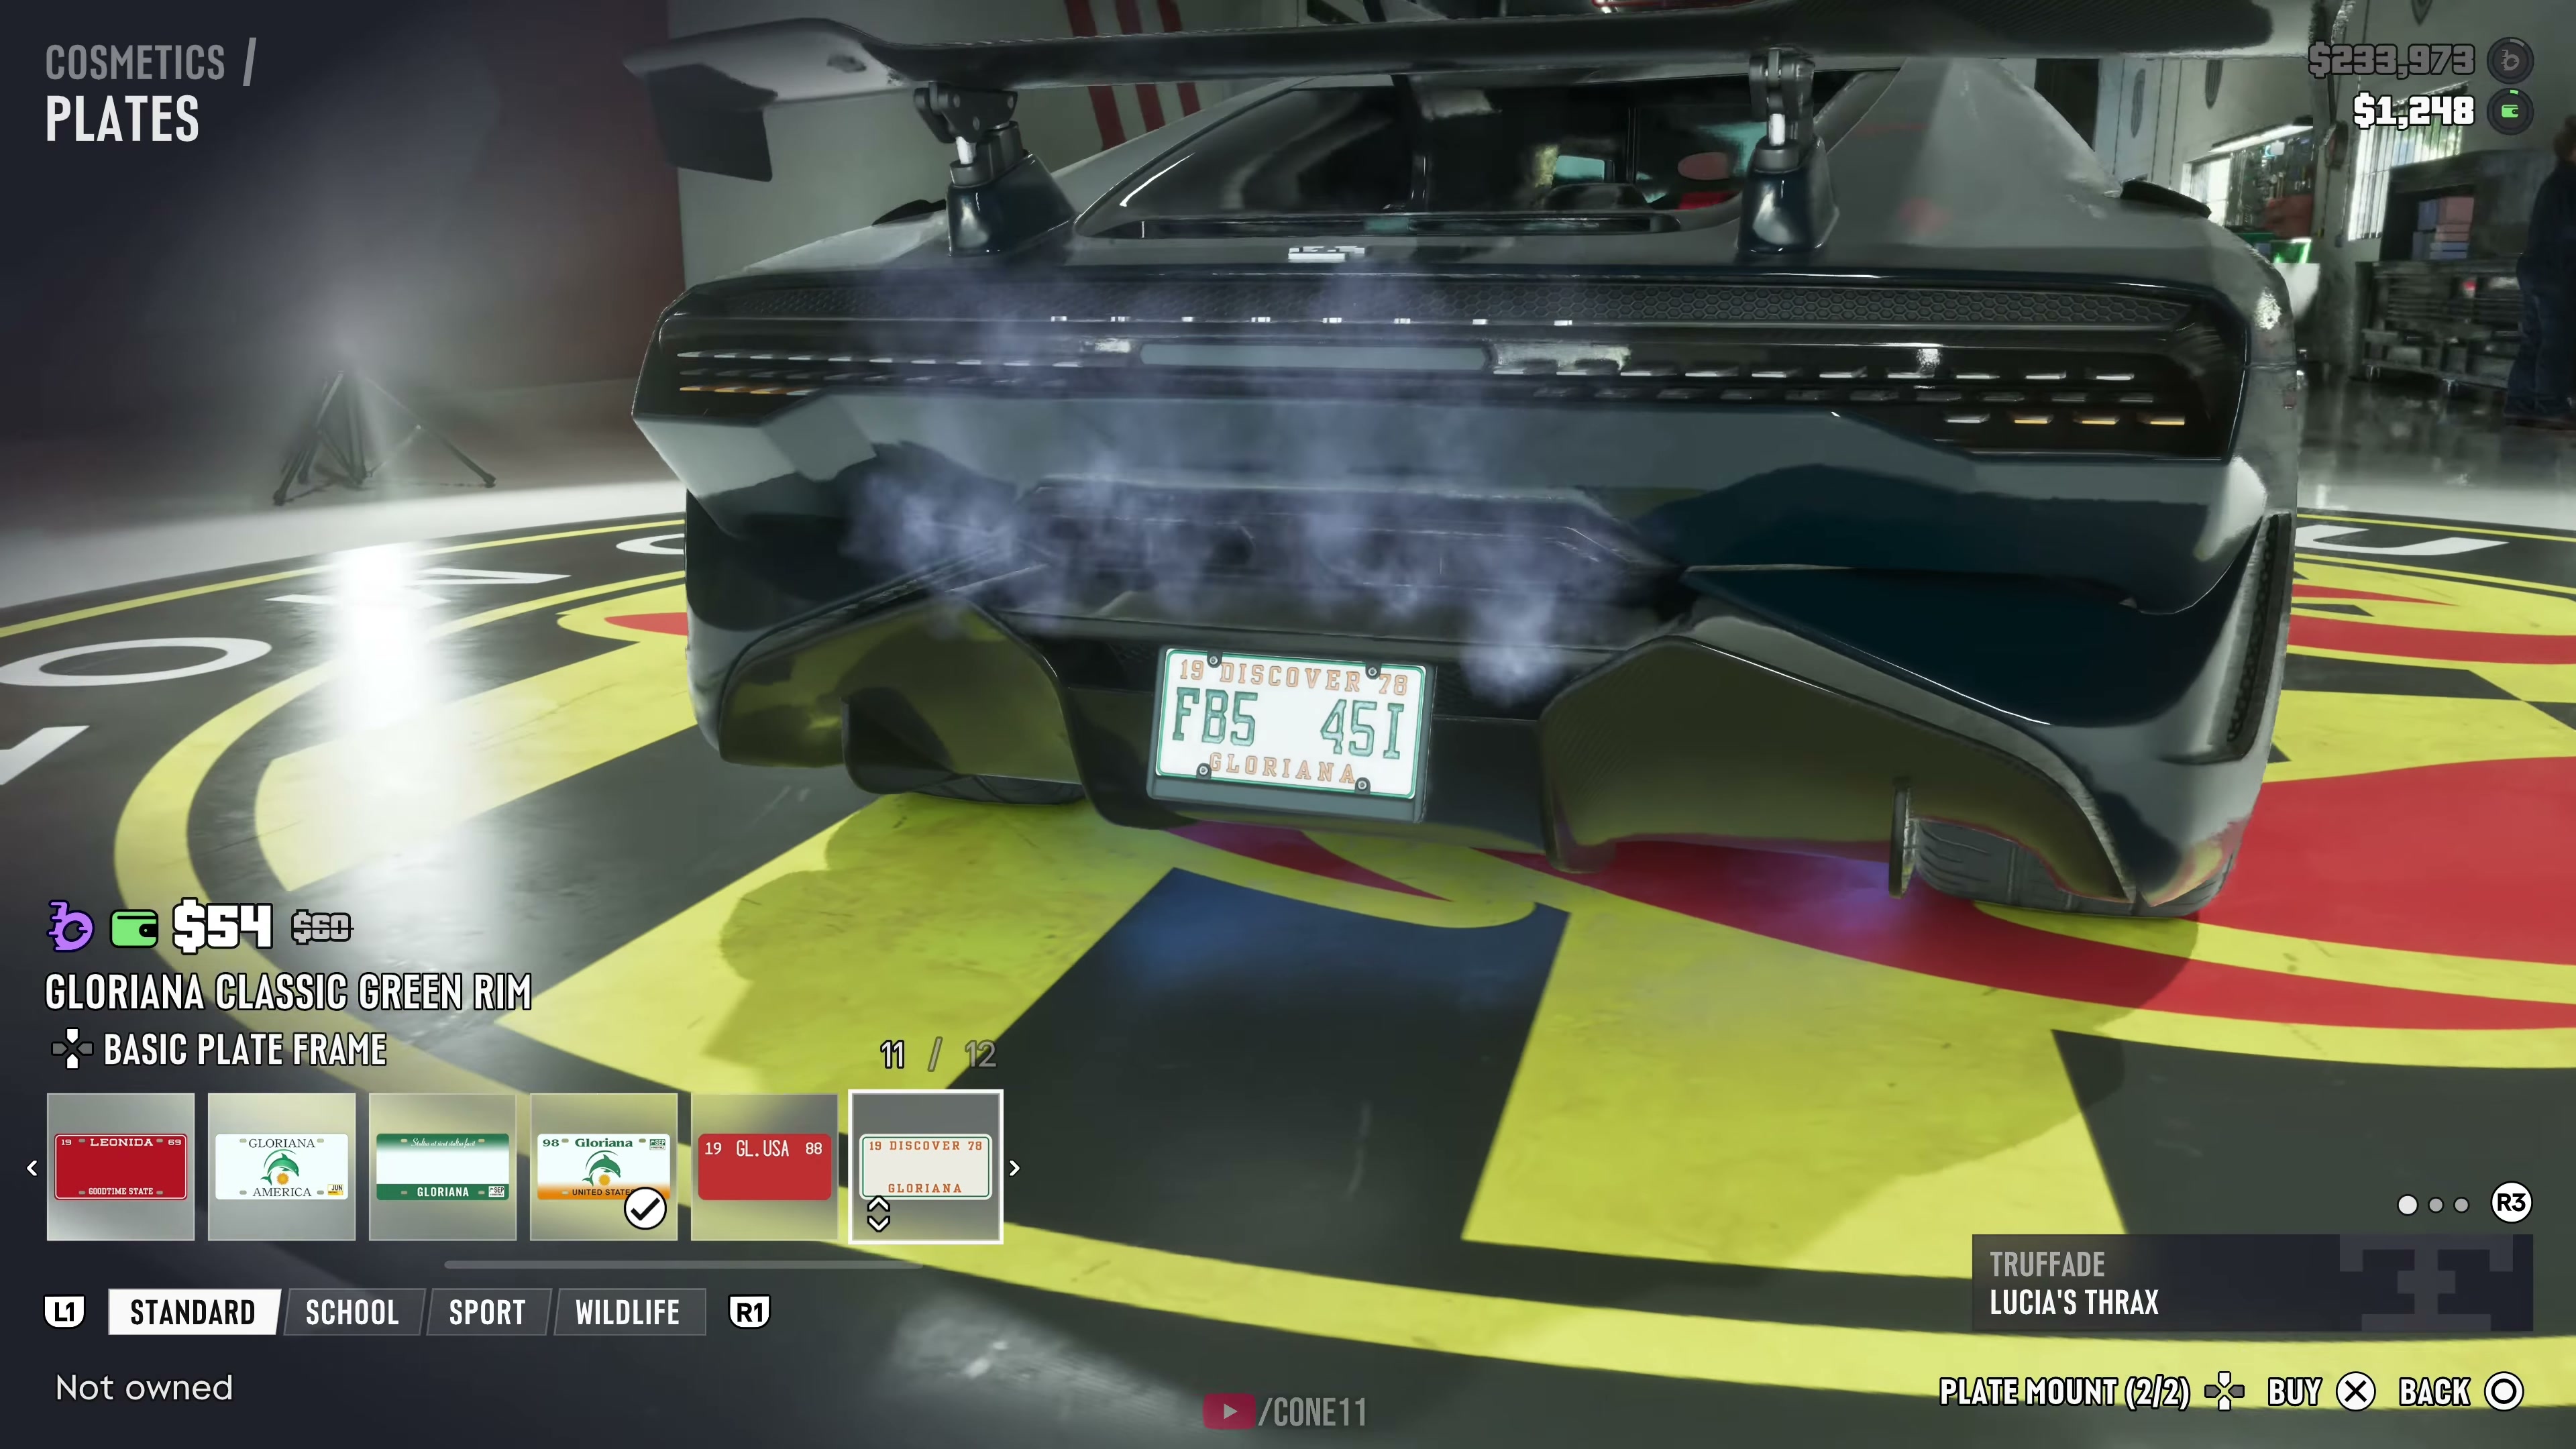 COSMETICS /
PLATES
$233,973
$1,248
19 DISCOVER 78
FB5 45I
GLORIANA
$54 $60
GLORIANA CLASSIC GREEN RIM
BASIC PLATE FRAME
11 / 12
19 LEONIDA 69
GOODTIME STATE
GLORIANA
AMERICA JUN
GLORIANA SEP
98 Gloriana SEP
UNITED STATE
19 GL.USA 88
19 DISCOVER 78
GLORIANA
R3
TRUFFADE
LUCIA'S THRAX
L1 STANDARD SCHOOL SPORT WILDLIFE R1
Not owned
/CONE11
PLATE MOUNT (2/2) BUY BACK